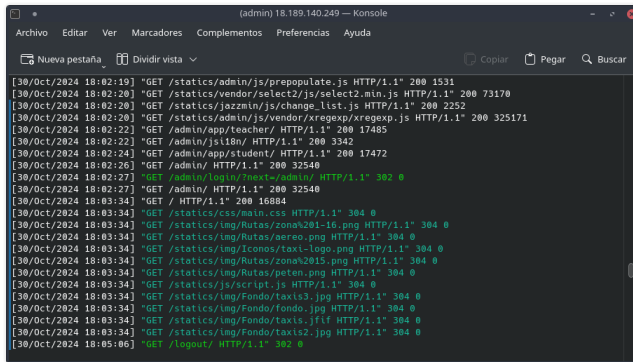 (admin) 18.189.140.249 — Konsole
Archivo Editar Ver Marcadores Complementos Preferencias Ayuda
Nueva pestaña Dividir vista Copiar Pegar Buscar
[30/Oct/2024 18:02:19] "GET /statics/admin/js/prepopulate.js HTTP/1.1" 200 1531
[30/Oct/2024 18:02:20] "GET /statics/vendor/select2/js/select2.min.js HTTP/1.1" 200 73170
[30/Oct/2024 18:02:20] "GET /statics/jazzmin/js/change_list.js HTTP/1.1" 200 2252
[30/Oct/2024 18:02:20] "GET /statics/admin/js/vendor/xregexp/xregexp.js HTTP/1.1" 200 325171
[30/Oct/2024 18:02:22] "GET /admin/app/teacher/ HTTP/1.1" 200 17485
[30/Oct/2024 18:02:22] "GET /admin/jsi18n/ HTTP/1.1" 200 3342
[30/Oct/2024 18:02:24] "GET /admin/app/student/ HTTP/1.1" 200 17472
[30/Oct/2024 18:02:26] "GET /admin/ HTTP/1.1" 200 32540
[30/Oct/2024 18:02:27] "GET /admin/login/?next=/admin/ HTTP/1.1" 302 0
[30/Oct/2024 18:02:27] "GET /admin/ HTTP/1.1" 200 32540
[30/Oct/2024 18:03:34] "GET / HTTP/1.1" 200 16884
[30/Oct/2024 18:03:34] "GET /statics/css/main.css HTTP/1.1" 304 0
[30/Oct/2024 18:03:34] "GET /statics/img/Rutas/zona%201-16.png HTTP/1.1" 304 0
[30/Oct/2024 18:03:34] "GET /statics/img/Rutas/aereo.png HTTP/1.1" 304 0
[30/Oct/2024 18:03:34] "GET /statics/img/Iconos/taxi-logo.png HTTP/1.1" 304 0
[30/Oct/2024 18:03:34] "GET /statics/img/Rutas/zona%2015.png HTTP/1.1" 304 0
[30/Oct/2024 18:03:34] "GET /statics/img/Rutas/peten.png HTTP/1.1" 304 0
[30/Oct/2024 18:03:34] "GET /statics/js/script.js HTTP/1.1" 304 0
[30/Oct/2024 18:03:34] "GET /statics/img/Fondo/taxis3.jpg HTTP/1.1" 304 0
[30/Oct/2024 18:03:34] "GET /statics/img/Fondo/fondo.jpg HTTP/1.1" 304 0
[30/Oct/2024 18:03:34] "GET /statics/img/Fondo/taxis.jfif HTTP/1.1" 304 0
[30/Oct/2024 18:03:34] "GET /statics/img/Fondo/taxis2.jpg HTTP/1.1" 304 0
[30/Oct/2024 18:05:06] "GET /logout/ HTTP/1.1" 302 0